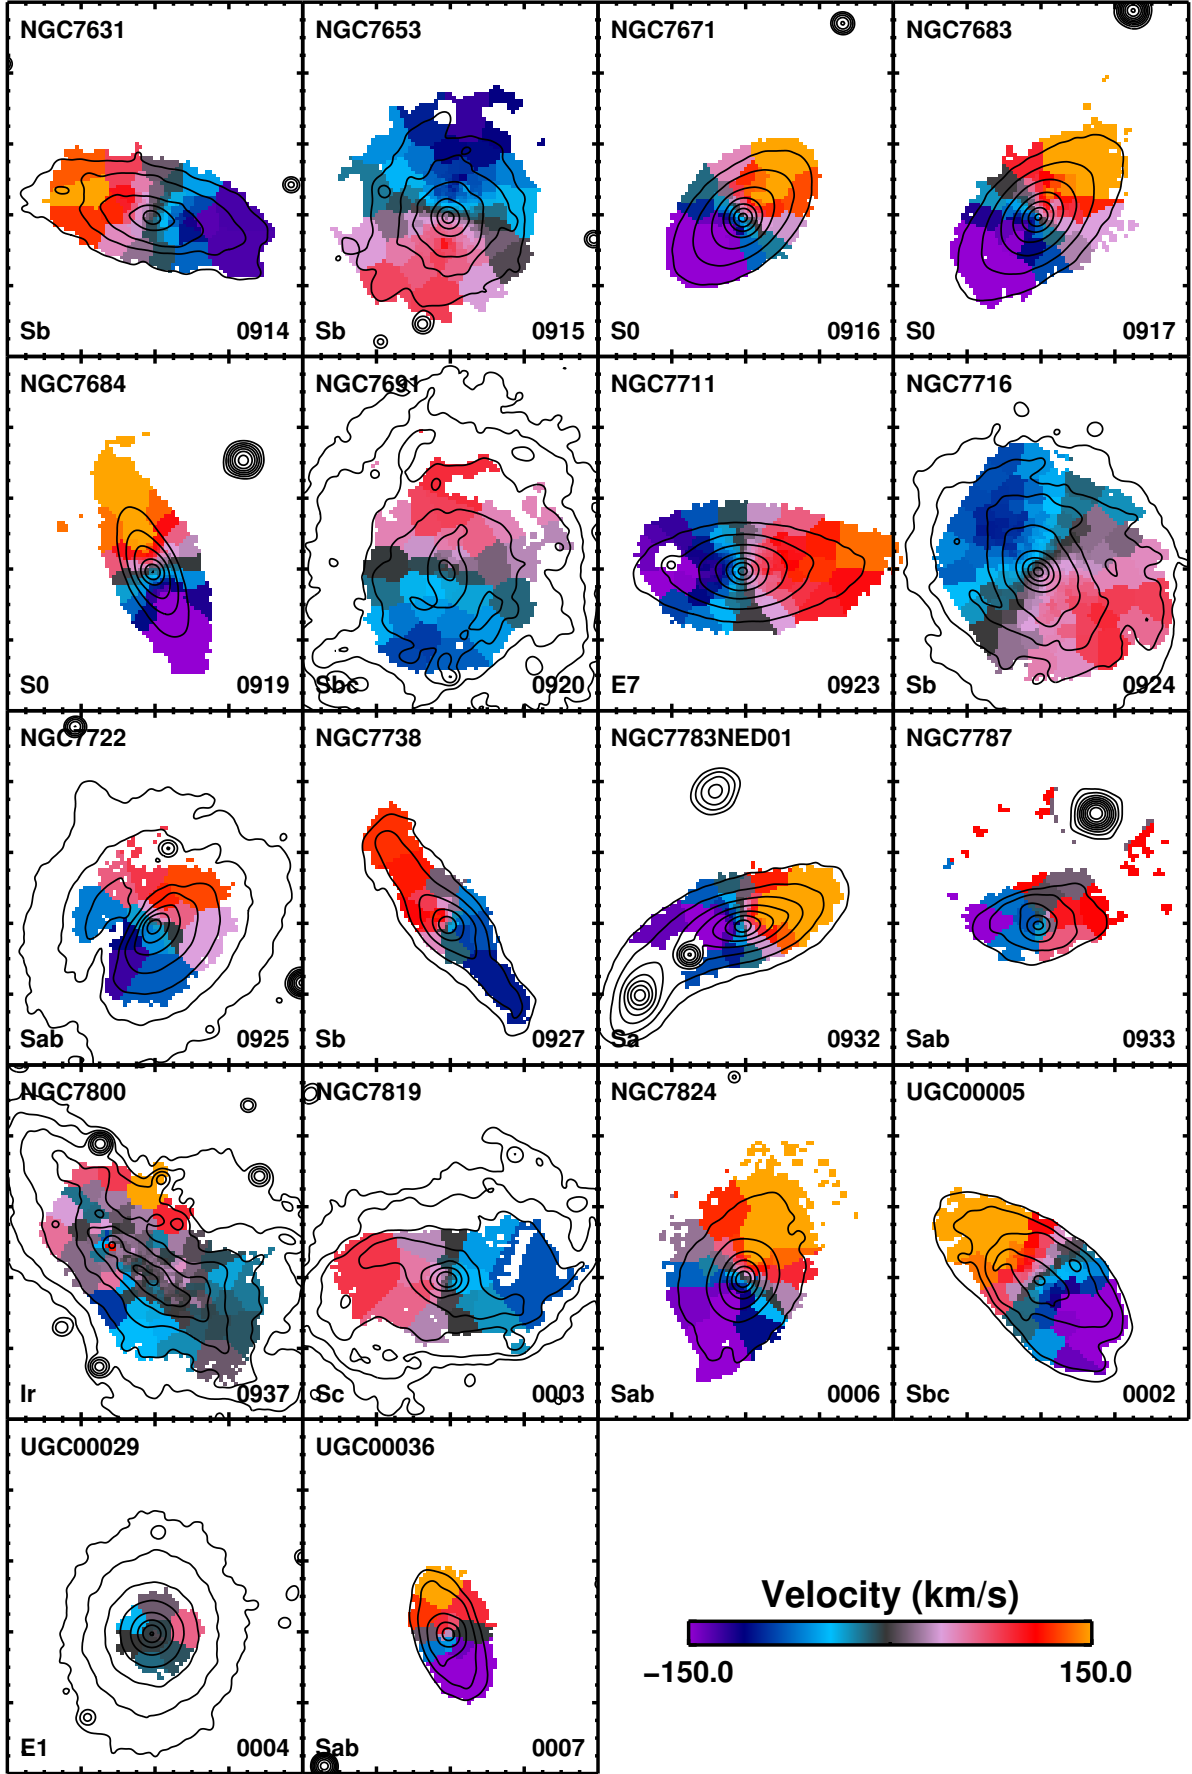 NGC7631 NGC7653 NGC7671 NGC7683
Sb 0914 Sb 0915 S0 0916 S0 0917
NGC7684 NGC7691 NGC7711 NGC7716
S0 0919 Sbc 0920 E7 0923 Sb 0924
NGC7722 NGC7738 NGC7783NED01 NGC7787
Sab 0925 Sb 0927 Sa 0932 Sab 0933
NGC7800 NGC7819 NGC7824 UGC00005
Ir 0937 Sc 0003 Sab 0006 Sbc 0002
UGC00029 UGC00036
Velocity (km/s)
−150.0 150.0
E1 0004 Sab 0007